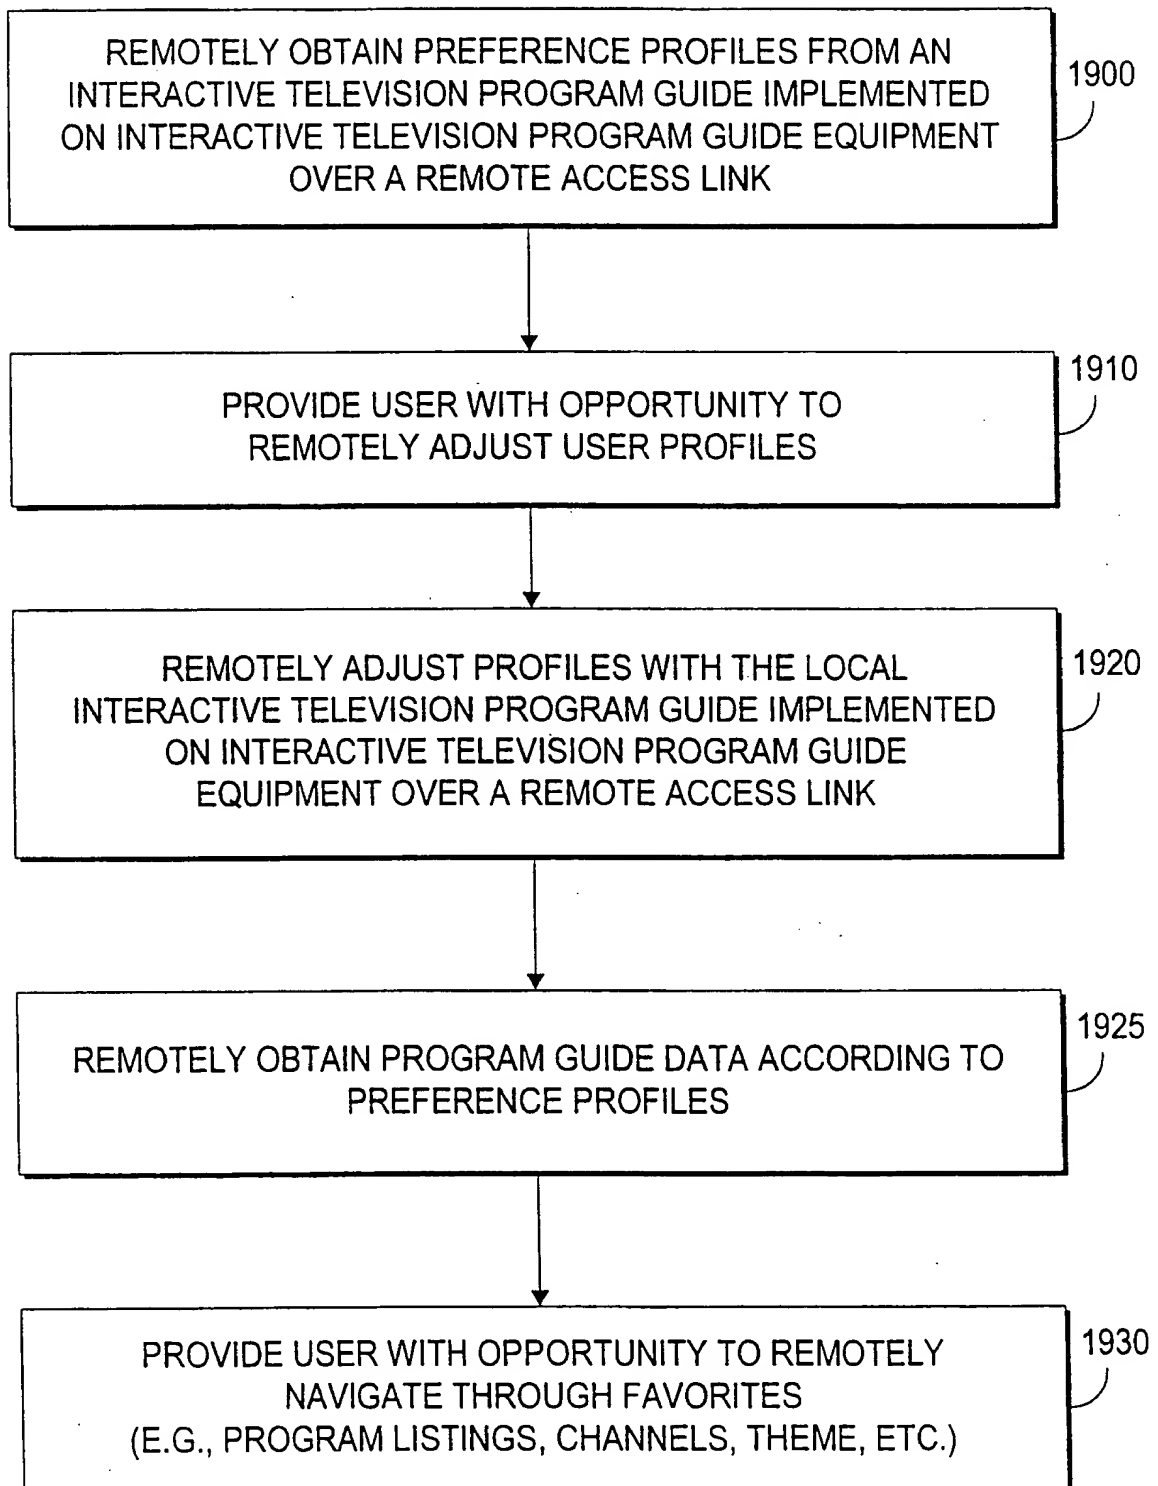 REMOTELY OBTAIN PREFERENCE PROFILES FROM AN
INTERACTIVE TELEVISION PROGRAM GUIDE IMPLEMENTED
ON INTERACTIVE TELEVISION PROGRAM GUIDE EQUIPMENT
OVER A REMOTE ACCESS LINK
1900
PROVIDE USER WITH OPPORTUNITY TO
REMOTELY ADJUST USER PROFILES
1910
REMOTELY ADJUST PROFILES WITH THE LOCAL
INTERACTIVE TELEVISION PROGRAM GUIDE IMPLEMENTED
ON INTERACTIVE TELEVISION PROGRAM GUIDE
EQUIPMENT OVER A REMOTE ACCESS LINK
1920
REMOTELY OBTAIN PROGRAM GUIDE DATA ACCORDING TO
PREFERENCE PROFILES
1925
PROVIDE USER WITH OPPORTUNITY TO REMOTELY
NAVIGATE THROUGH FAVORITES
(E.G., PROGRAM LISTINGS, CHANNELS, THEME, ETC.)
1930